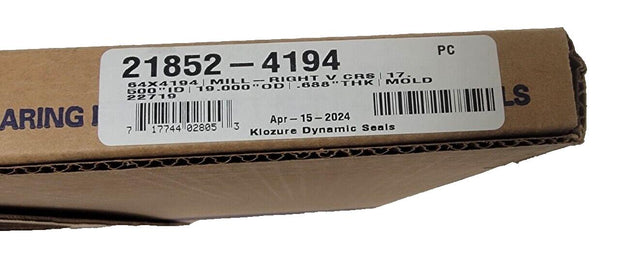 21852-4194
PC
64X4194|MILL-RIGHT V.CRS|17.
500"ID|19.000"OD|.688"THK|MOLD
22719
7 17744 02805 3
Apr-15-2024
Klozure Dynamic Seals
ARING
LS